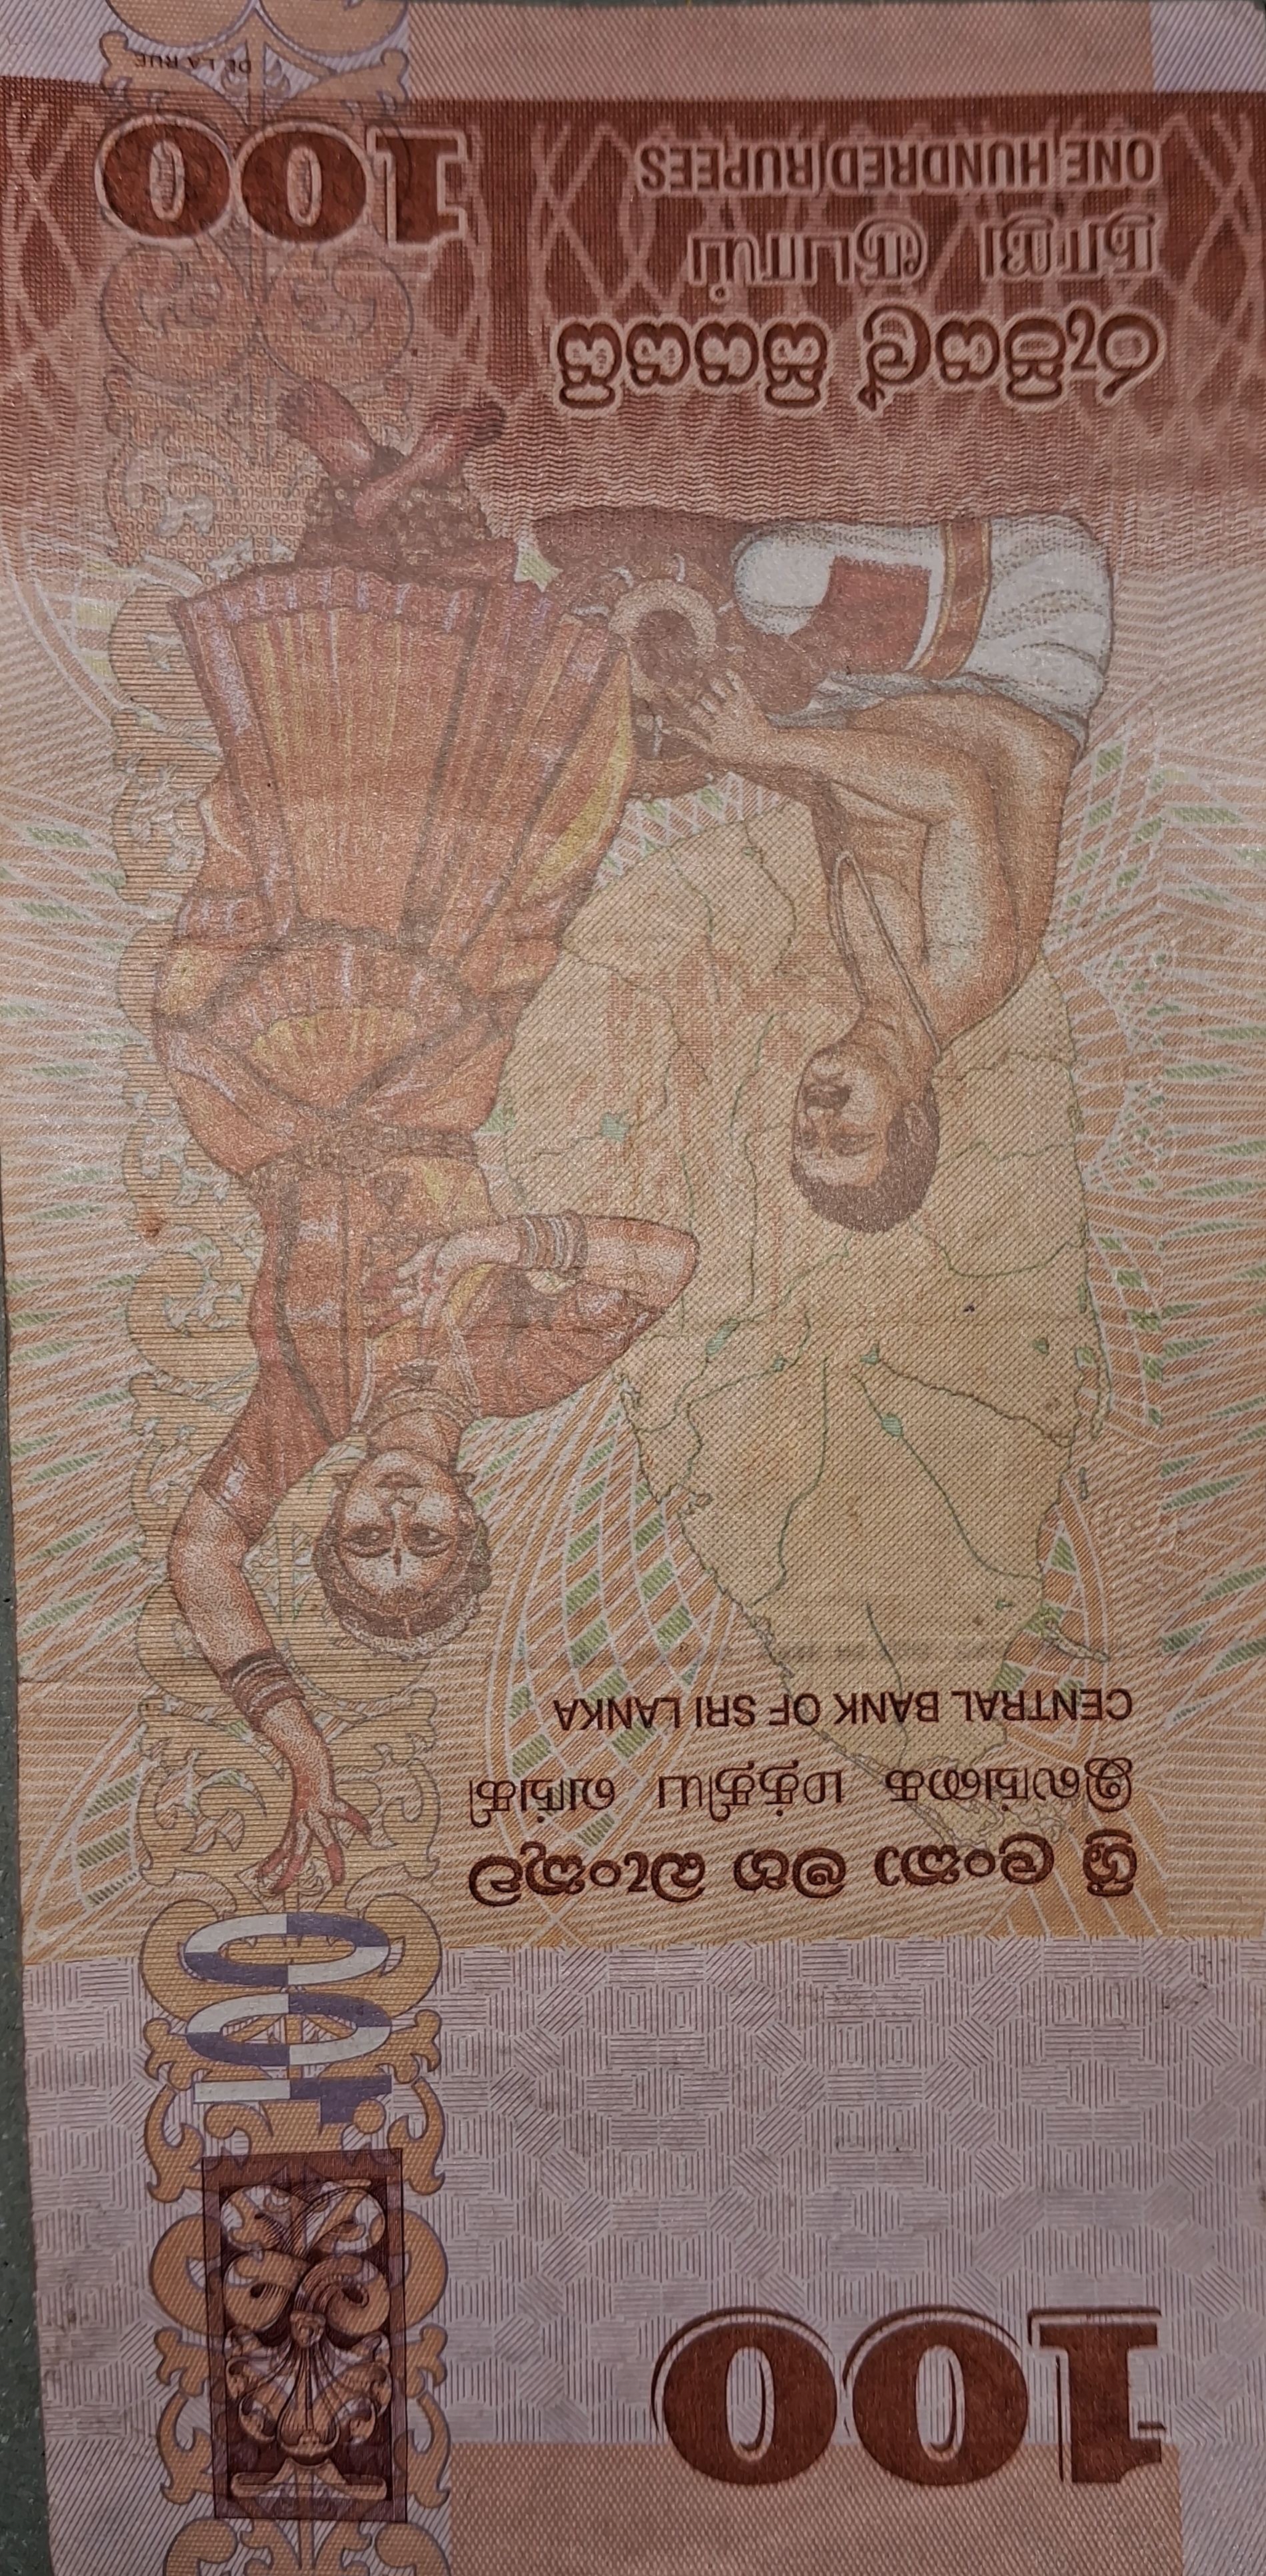 100
ශ්‍රී ලංකා මහ බැංකුව
இலங்கை மத்திய வங்கி
CENTRAL BANK OF SRI LANKA
100
රුපියල් සියයයි
நூறு ரூபாய்
ONE HUNDRED RUPEES
100
DE LA RUE